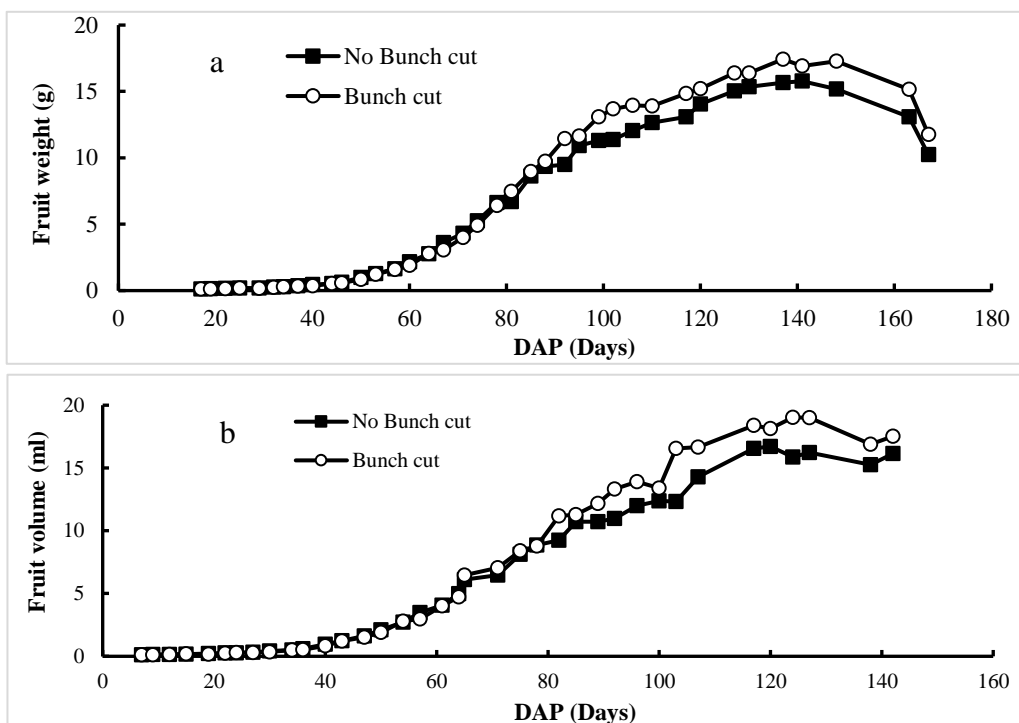 a
No Bunch cut
Bunch cut
Fruit weight (g)
20
15
10
5
0
0 20 40 60 80 100 120 140 160 180
DAP (Days)
b
No Bunch cut
Bunch cut
Fruit volume (ml)
20
15
10
5
0
0 20 40 60 80 100 120 140 160
DAP (Days)